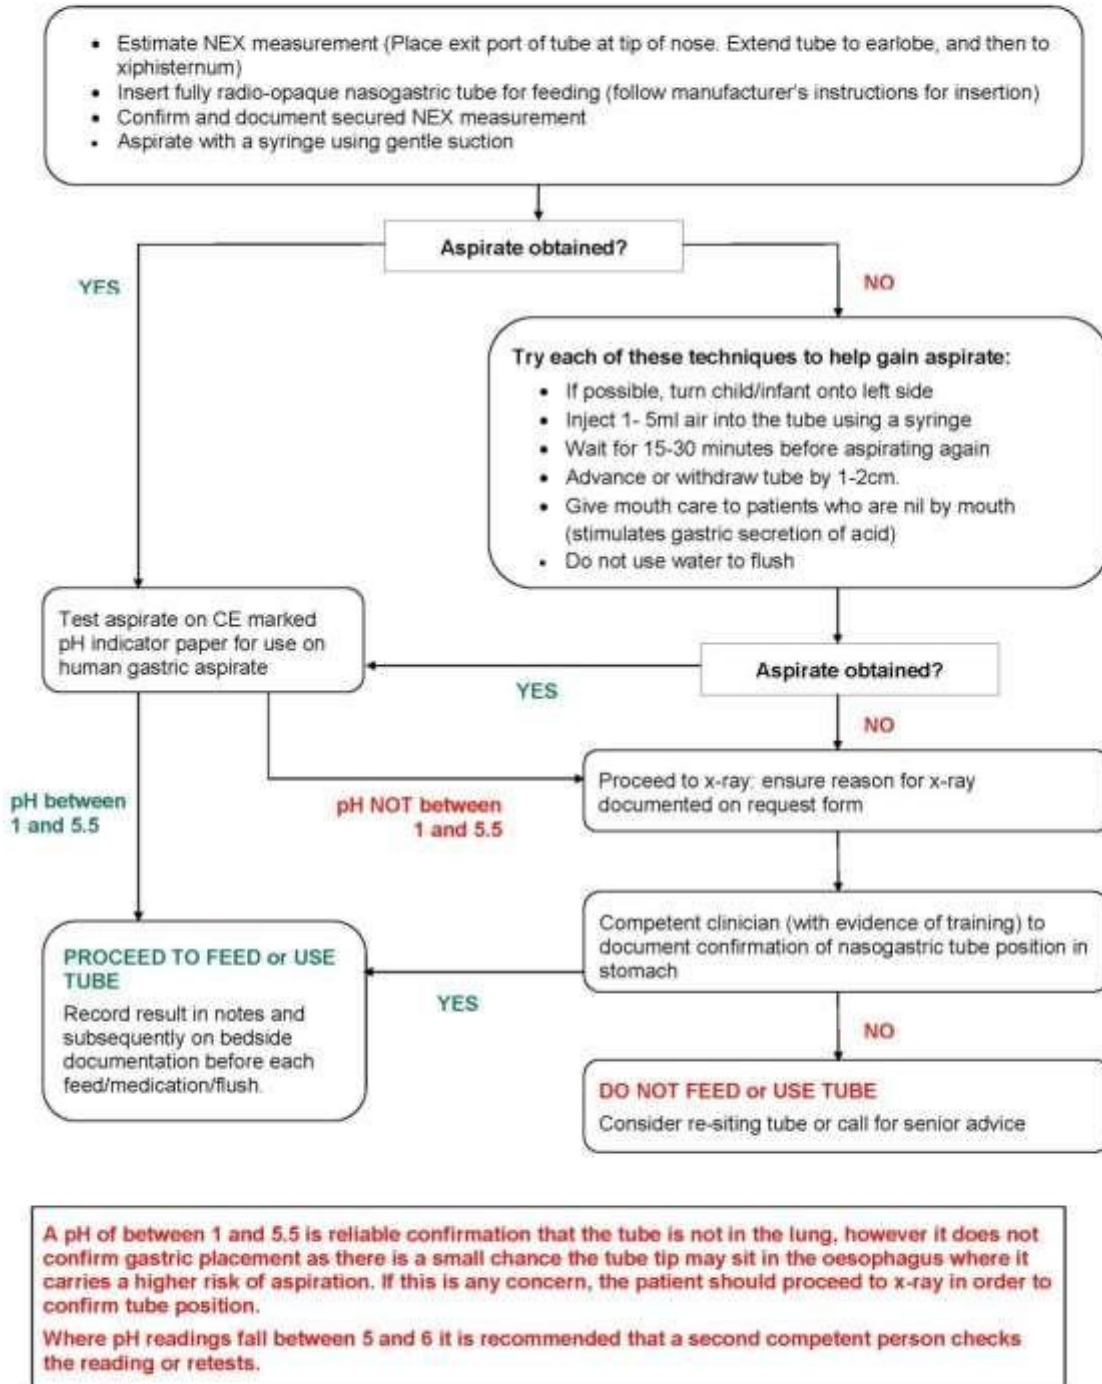 • Estimate NEX measurement (Place exit port of tube at tip of nose. Extend tube to earlobe, and then to
xiphisternum)
• Insert fully radio-opaque nasogastric tube for feeding (follow manufacturer's instructions for insertion)
• Confirm and document secured NEX measurement
• Aspirate with a syringe using gentle suction
Aspirate obtained?
YES
NO
Try each of these techniques to help gain aspirate:
• If possible, turn child/infant onto left side
• Inject 1- 5ml air into the tube using a syringe
• Wait for 15-30 minutes before aspirating again
• Advance or withdraw tube by 1-2cm.
• Give mouth care to patients who are nil by mouth
(stimulates gastric secretion of acid)
• Do not use water to flush
Test aspirate on CE marked
pH indicator paper for use on
human gastric aspirate
YES
Aspirate obtained?
NO
pH between
1 and 5.5
pH NOT between
1 and 5.5
Proceed to x-ray: ensure reason for x-ray
documented on request form
Competent clinician (with evidence of training) to
document confirmation of nasogastric tube position in
stomach
PROCEED TO FEED or USE
TUBE
Record result in notes and
subsequently on bedside
documentation before each
feed/medication/flush.
YES
NO
DO NOT FEED or USE TUBE
Consider re-siting tube or call for senior advice
A pH of between 1 and 5.5 is reliable confirmation that the tube is not in the lung, however it does not
confirm gastric placement as there is a small chance the tube tip may sit in the oesophagus where it
carries a higher risk of aspiration. If this is any concern, the patient should proceed to x-ray in order to
confirm tube position.
Where pH readings fall between 5 and 6 it is recommended that a second competent person checks
the reading or retests.